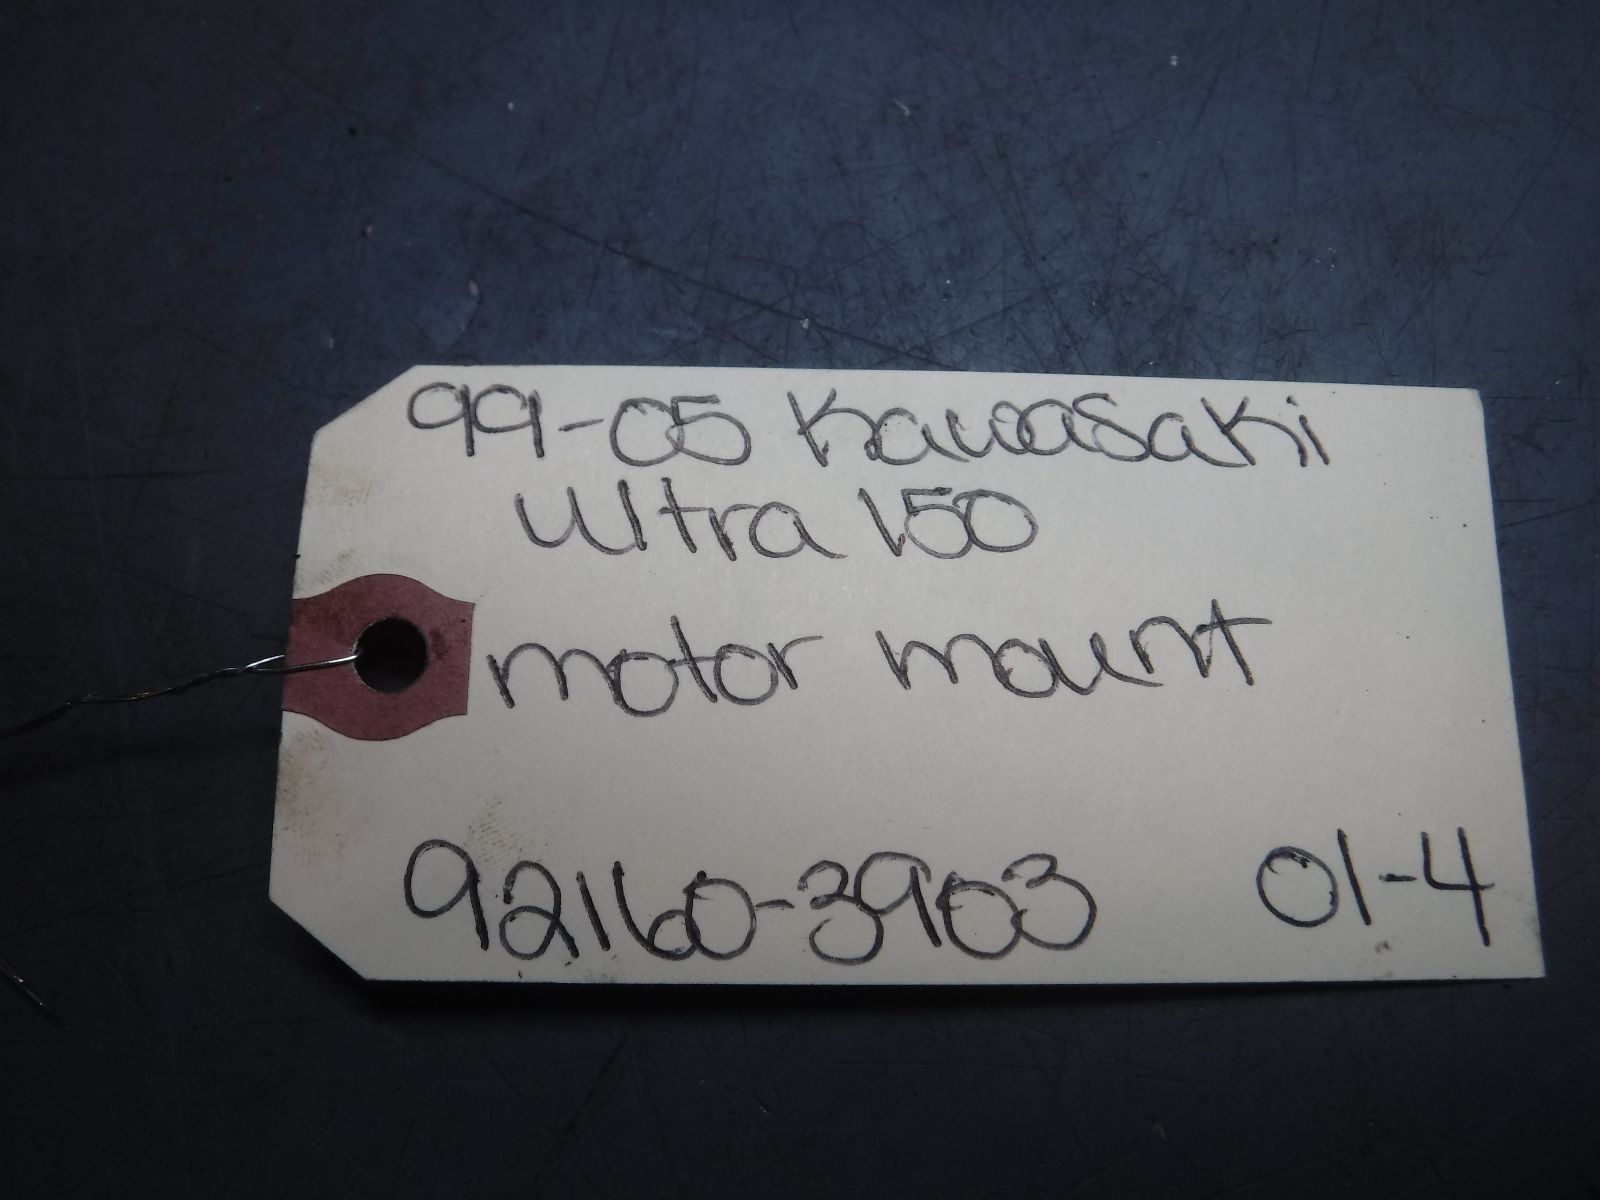 99-05 Kawasaki
Ultra 150
motor mount
92160-3903 01-4